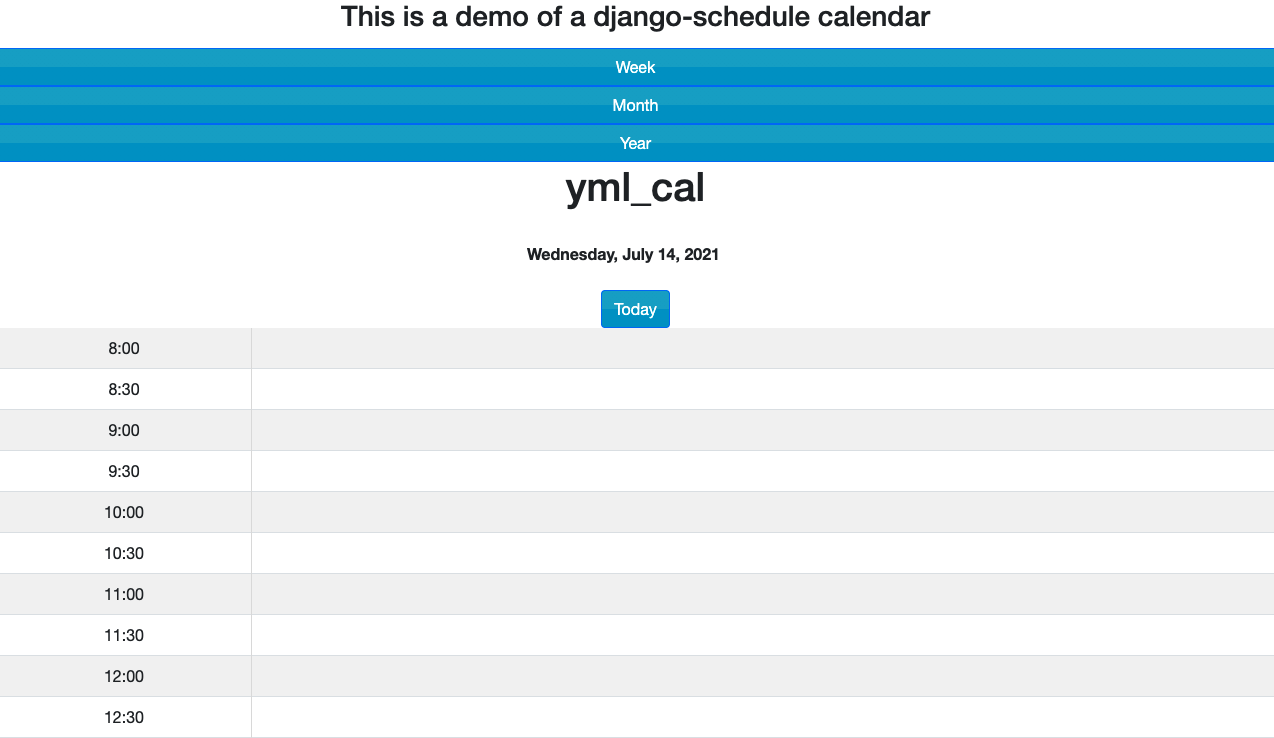 This is a demo of a django-schedule calendar
Week
Month
Year
yml_cal
Wednesday, July 14, 2021
Today
8:00
8:30
9:00
9:30
10:00
10:30
11:00
11:30
12:00
12:30